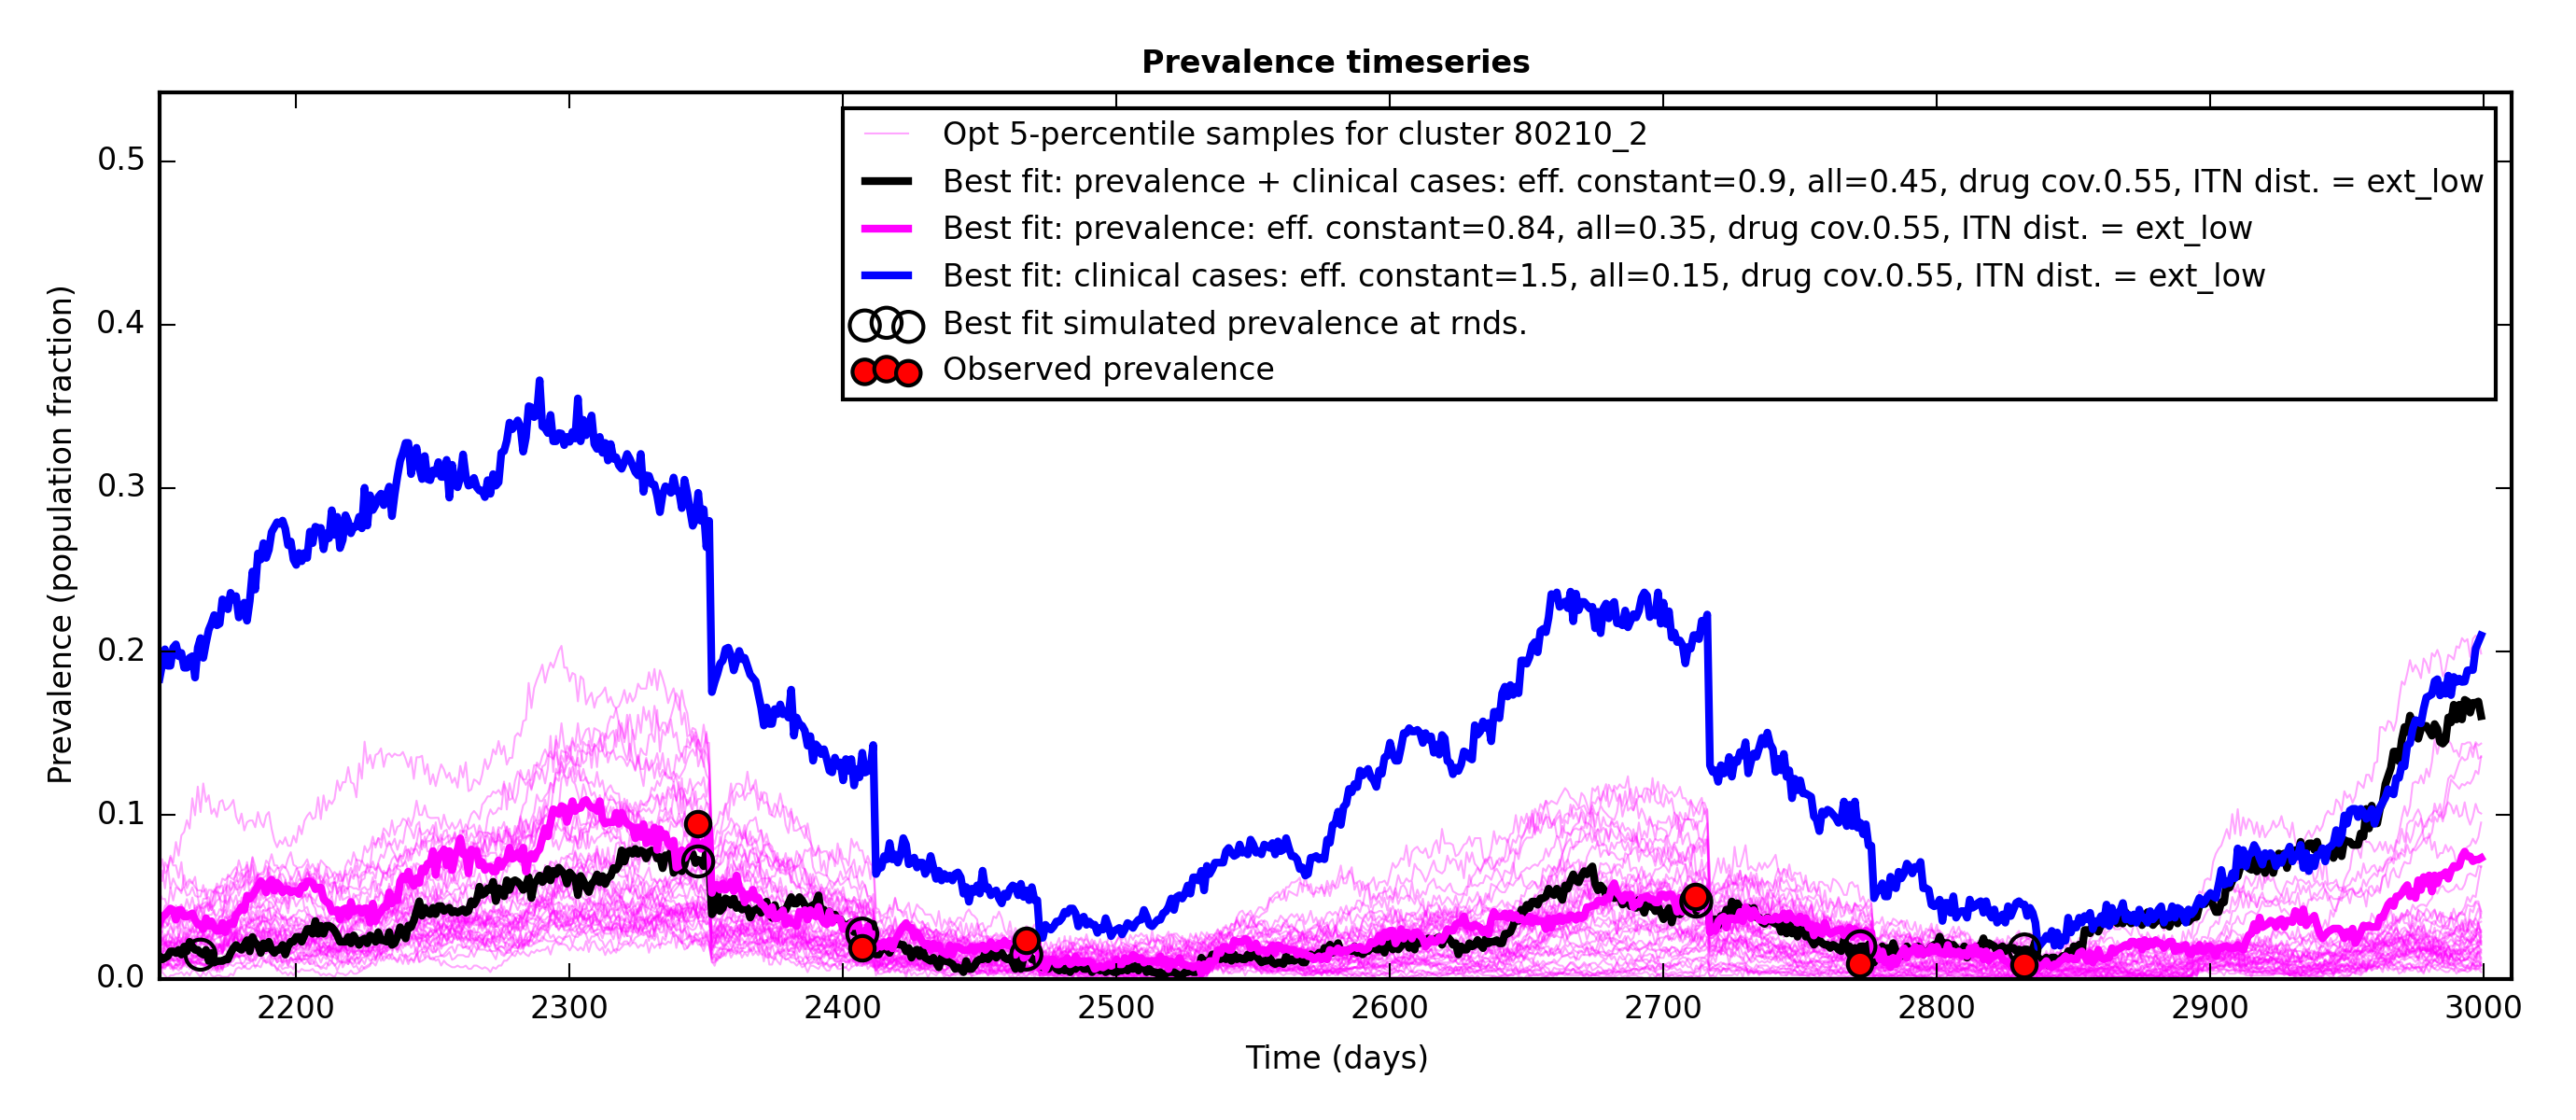 Prevalence timeseries
Opt 5-percentile samples for cluster 80210_2
Best fit: prevalence + clinical cases: eff. constant=0.9, all=0.45, drug cov.0.55, ITN dist. = ext_low
Best fit: prevalence: eff. constant=0.84, all=0.35, drug cov.0.55, ITN dist. = ext_low
Best fit: clinical cases: eff. constant=1.5, all=0.15, drug cov.0.55, ITN dist. = ext_low
Best fit simulated prevalence at rnds.
Observed prevalence
Prevalence (population fraction)
0.5
0.4
0.3
0.2
0.1
0.0
2200 2300 2400 2500 2600 2700 2800 2900 3000
Time (days)